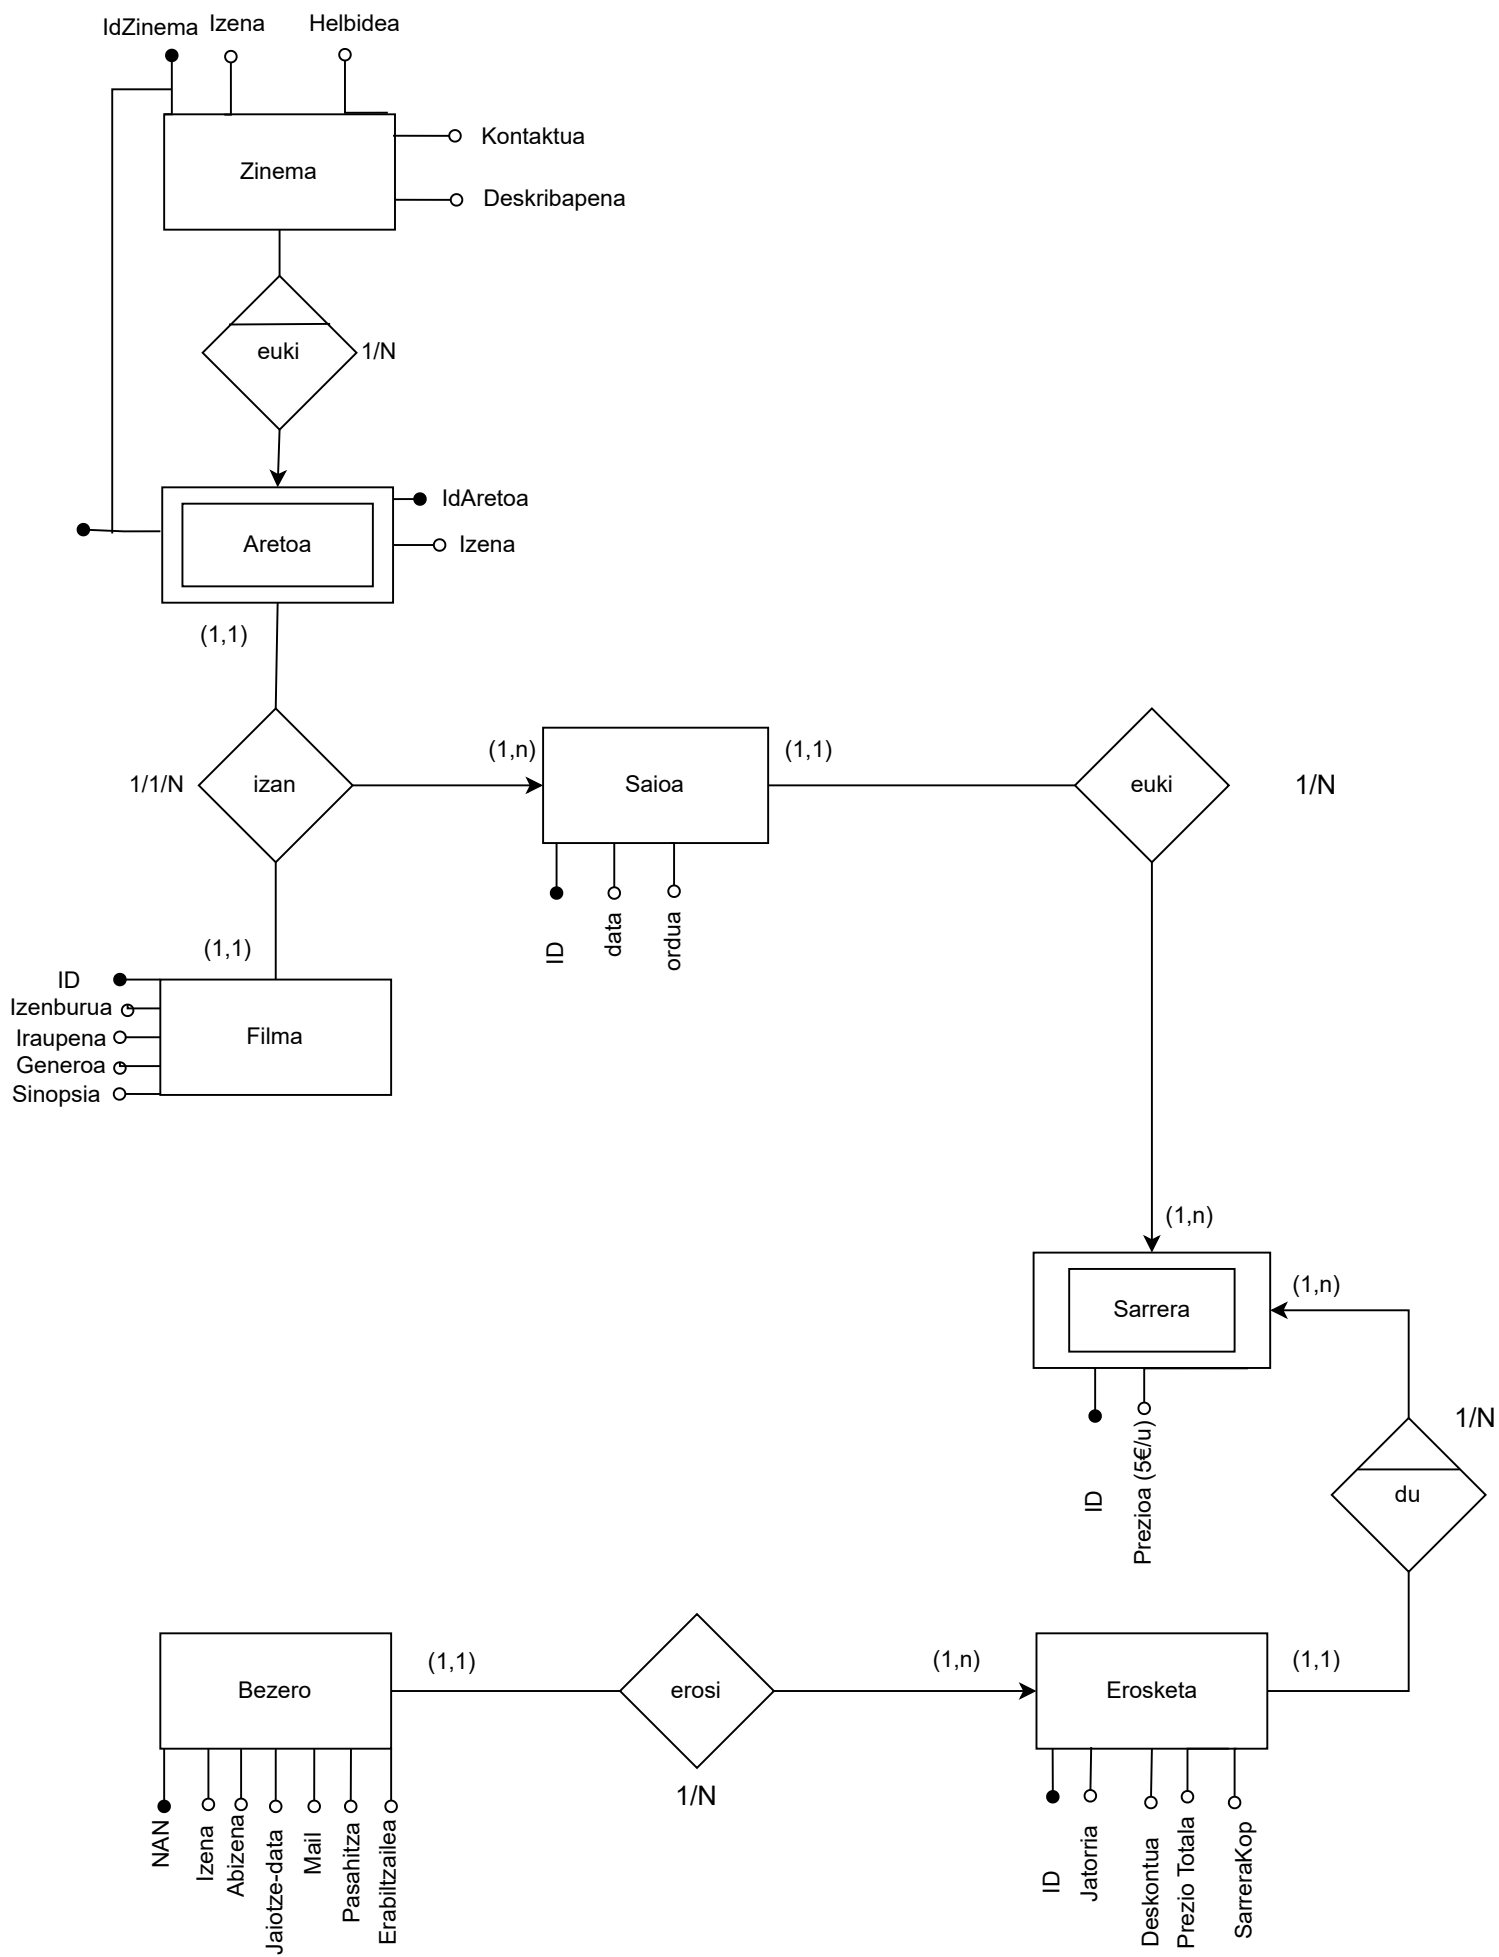 IdZinema
Izena
Helbidea
Kontaktua
Zinema
Deskribapena
euki
1/N
IdAretoa
Aretoa
Izena
(1,1)
(1,n)
(1,1)
1/1/N
izan
Saioa
euki
1/N
ID
data
ordua
(1,1)
ID
Izenburua
Iraupena
Generoa
Sinopsia
Filma
(1,n)
(1,n)
Sarrera
1/N
ID
Prezioa (5€/u)
du
Bezero
(1,1)
erosi
(1,n)
Erosketa
(1,1)
1/N
NAN
Izena
Abizena
Jaiotze-data
Mail
Pasahitza
Erabiltzailea
ID
Jatorria
Deskontua
Prezio Totala
SarreraKop